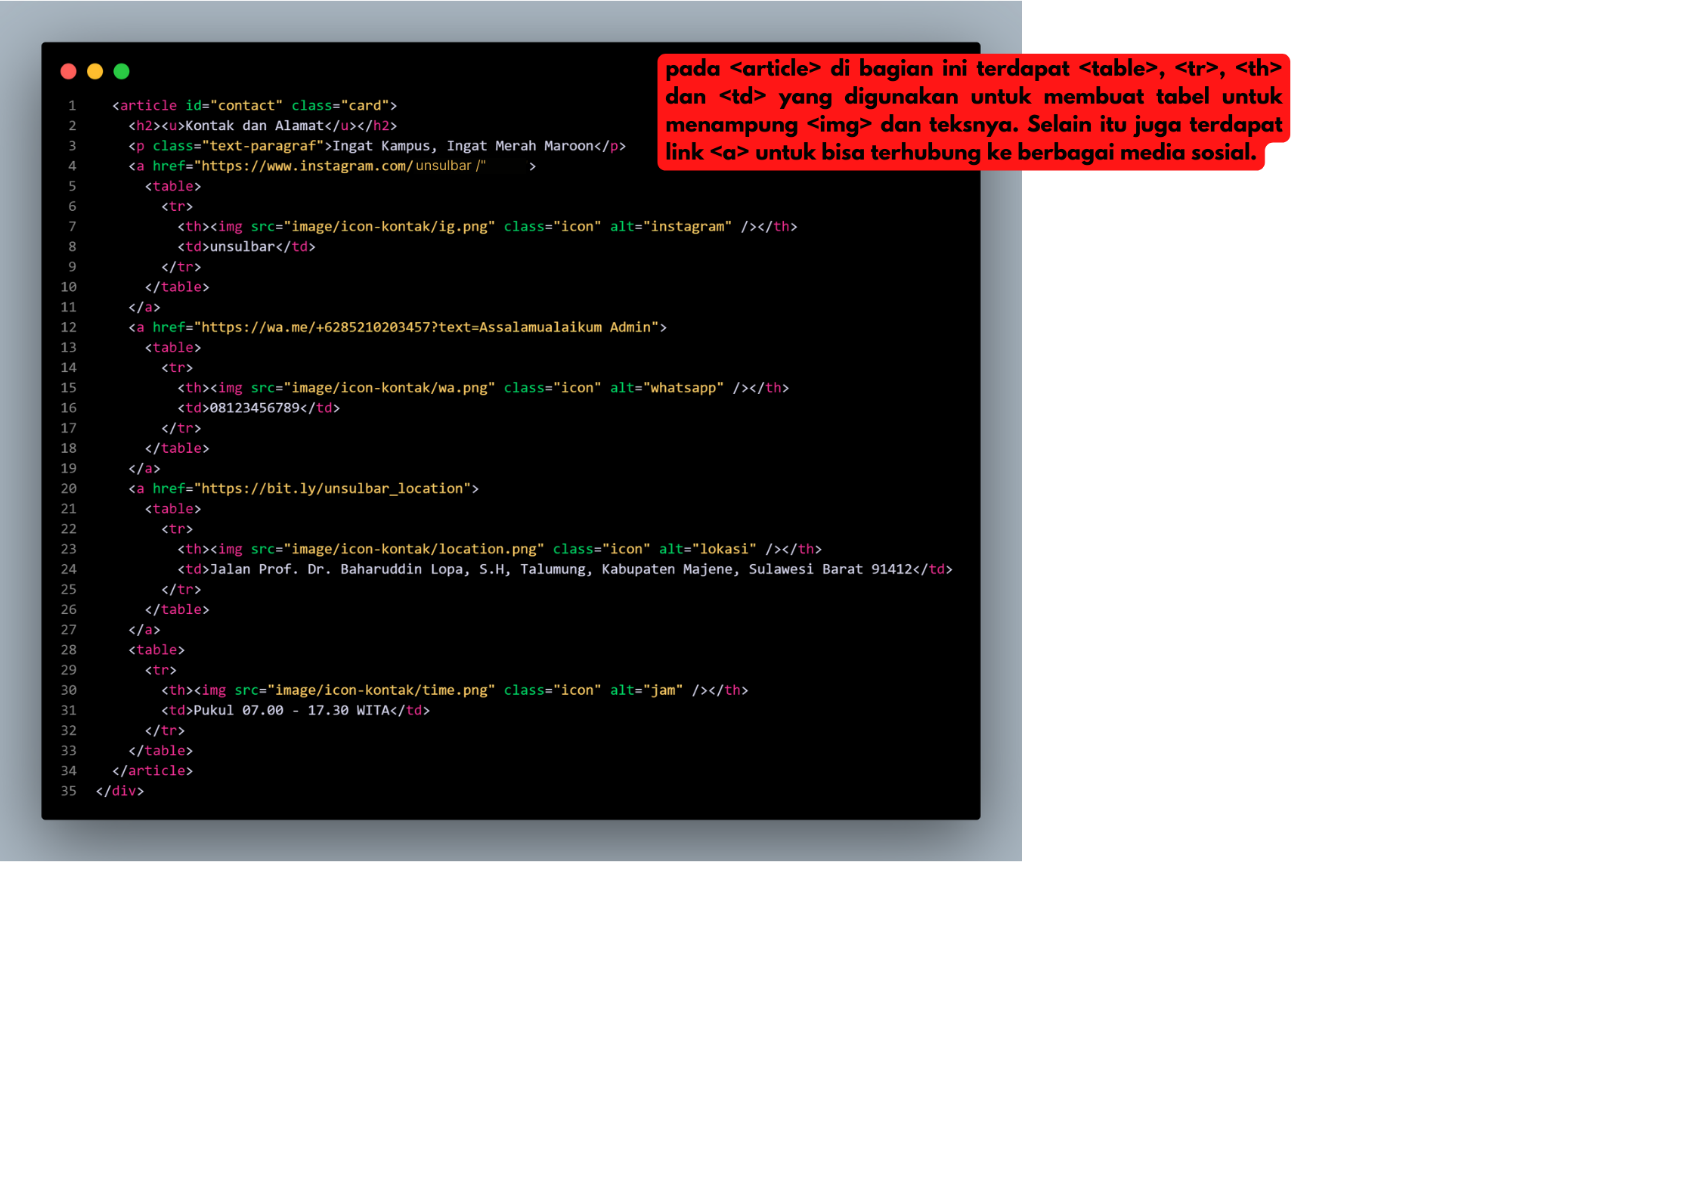 pada <article> di bagian ini terdapat <table>, <tr>, <th>
dan <td> yang digunakan untuk membuat tabel untuk
menampung <img> dan teksnya. Selain itu juga terdapat
link <a> untuk bisa terhubung ke berbagai media sosial.
1 <article id="contact" class="card">
2 <h2><u>Kontak dan Alamat</u></h2>
3 <p class="text-paragraf">Ingat Kampus, Ingat Merah Maroon</p>
4 <a href="https://www.instagram.com/unsulbar /" >
5 <table>
6 <tr>
7 <th><img src="image/icon-kontak/ig.png" class="icon" alt="instagram" /></th>
8 <td>unsulbar</td>
9 </tr>
10 </table>
11 </a>
12 <a href="https://wa.me/+6285210203457?text=Assalamualaikum Admin">
13 <table>
14 <tr>
15 <th><img src="image/icon-kontak/wa.png" class="icon" alt="whatsapp" /></th>
16 <td>08123456789</td>
17 </tr>
18 </table>
19 </a>
20 <a href="https://bit.ly/unsulbar_location">
21 <table>
22 <tr>
23 <th><img src="image/icon-kontak/location.png" class="icon" alt="lokasi" /></th>
24 <td>Jalan Prof. Dr. Baharuddin Lopa, S.H, Talumung, Kabupaten Majene, Sulawesi Barat 91412</td>
25 </tr>
26 </table>
27 </a>
28 <table>
29 <tr>
30 <th><img src="image/icon-kontak/time.png" class="icon" alt="jam" /></th>
31 <td>Pukul 07.00 - 17.30 WITA</td>
32 </tr>
33 </table>
34 </article>
35 </div>